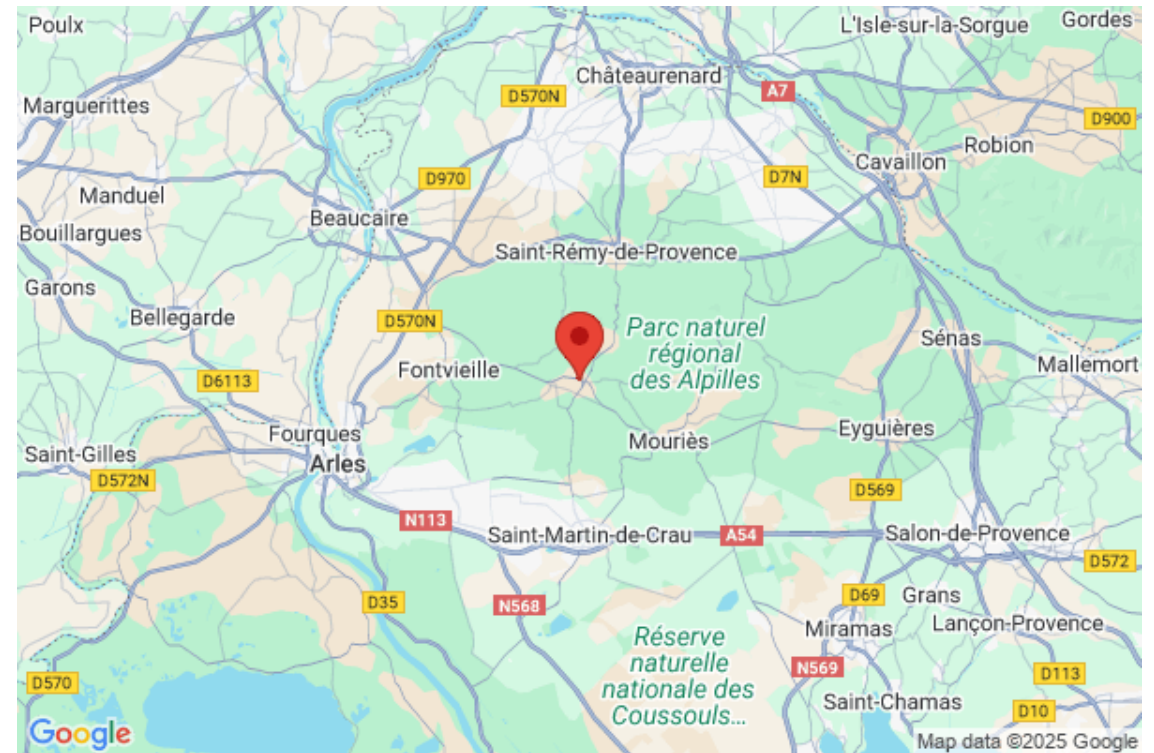 Poulx
L'Isle-sur-la-Sorgue
Gordes
Châteaurenard
D570N
A7
Marguerittes
D900
Robion
Cavaillon
D970
D7N
Manduel
Beaucaire
Bouillargues
Saint-Rémy-de-Provence
Garons
Bellegarde
D570N
Parc naturel
régional
des Alpilles
Sénas
Mallemort
Fontvieille
D6113
Fourques
Mouriès
Eyguières
Saint-Gilles
Arles
D572N
D569
N113
Saint-Martin-de-Crau
A54
Salon-de-Provence
D572
D35
N568
D69
Grans
Miramas
Lançon-Provence
Réserve
naturelle
nationale des
Coussouls...
N569
D570
D113
Saint-Chamas
D10
Google
Map data ©2025 Google